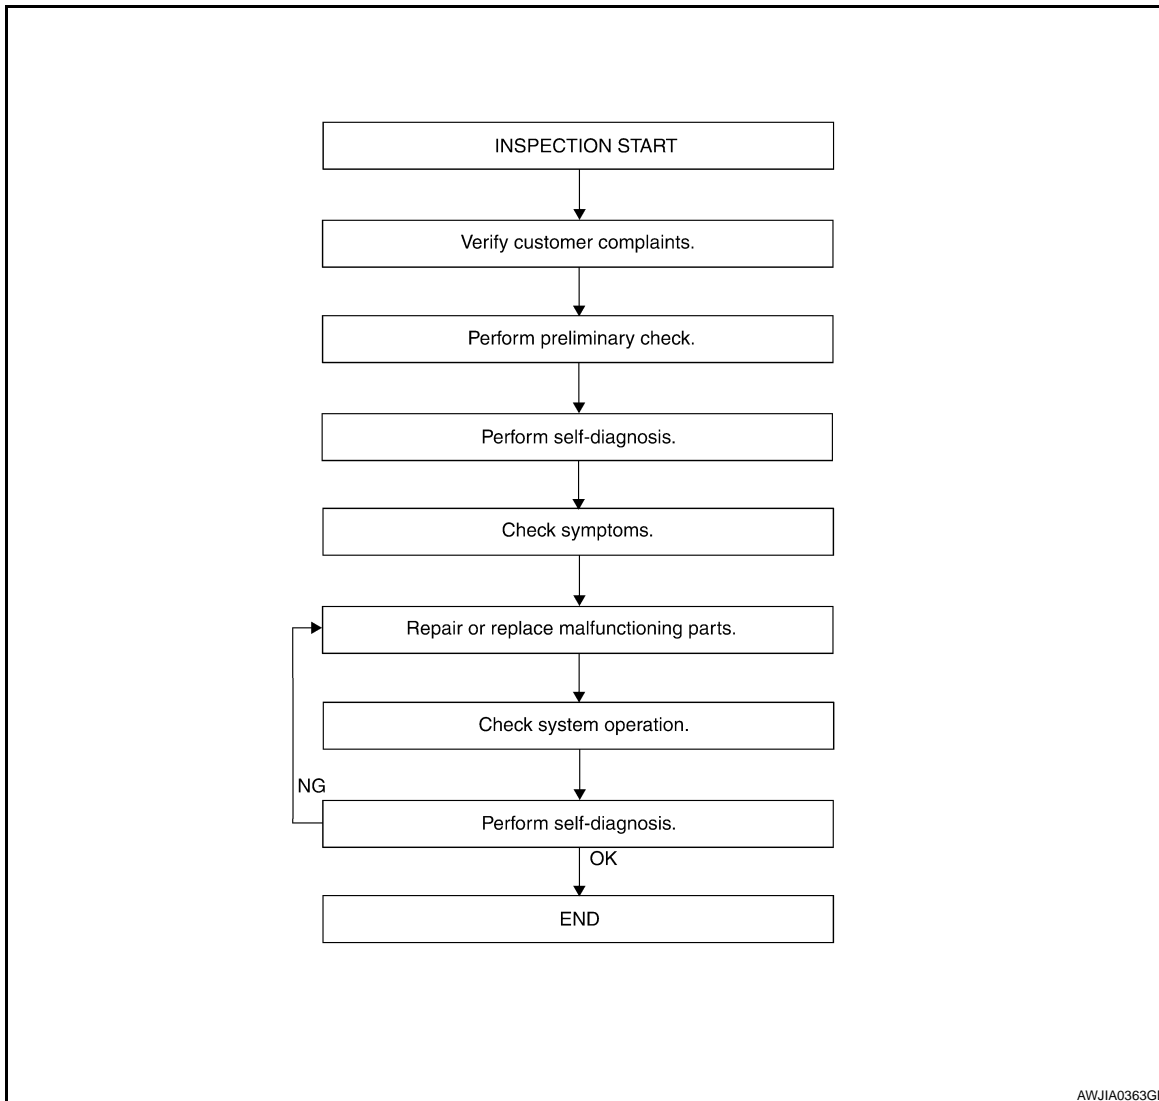 INSPECTION START
Verify customer complaints.
Perform preliminary check.
Perform self-diagnosis.
Check symptoms.
Repair or replace malfunctioning parts.
Check system operation.
NG
Perform self-diagnosis.
OK
END